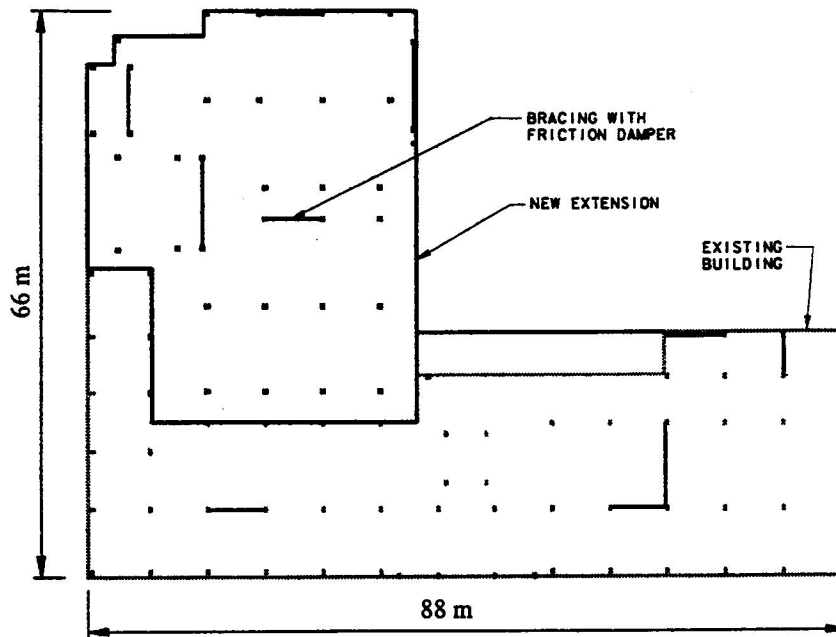 BRACING WITH
FRICTION DAMPER
NEW EXTENSION
EXISTING
BUILDING
66 m
88 m